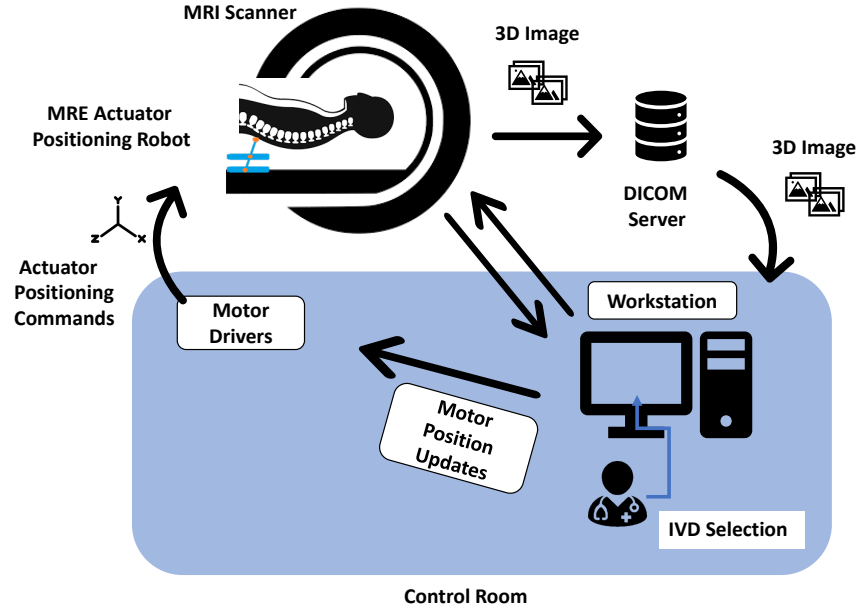 MRI Scanner
3D Image
MRE Actuator
Positioning Robot
3D Image
DICOM
Server
Y
Z
X
Actuator
Positioning
Commands
Motor
Drivers
Workstation
Motor
Position
Updates
IVD Selection
Control Room